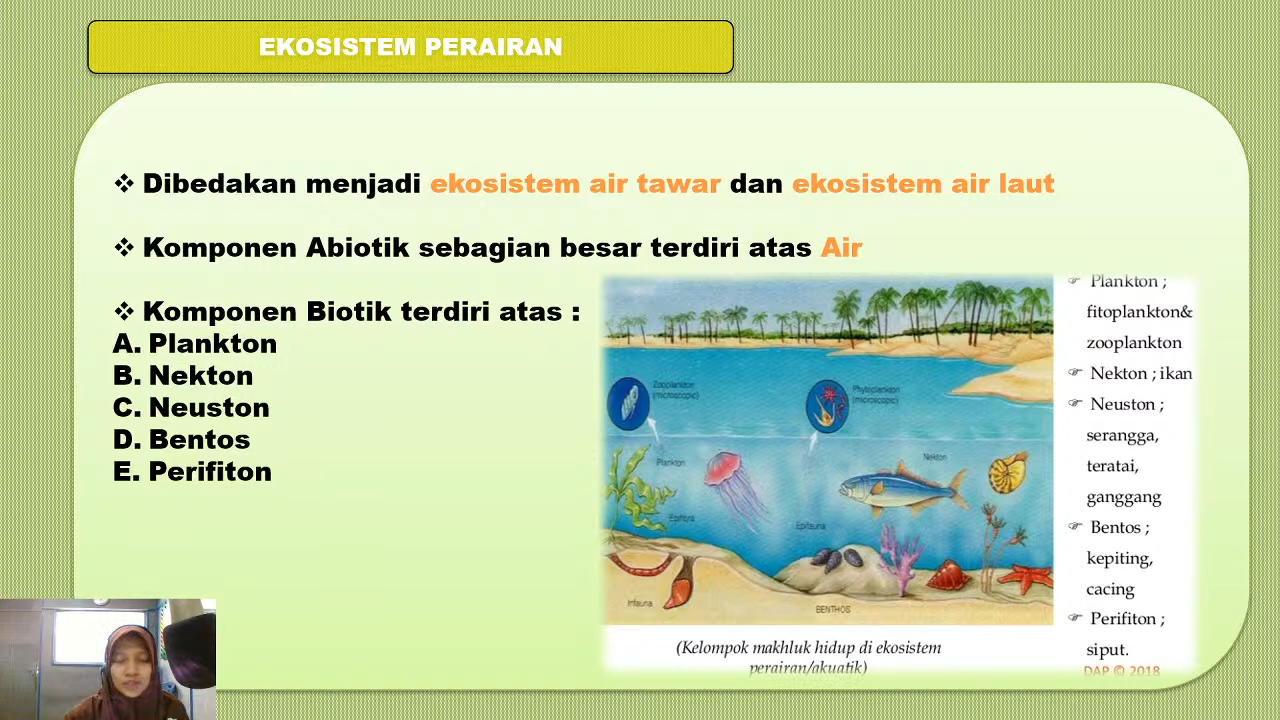 EKOSISTEM PERAIRAN
❖ Dibedakan menjadi ekosistem air tawar dan ekosistem air laut
❖ Komponen Abiotik sebagian besar terdiri atas Air
❖ Komponen Biotik terdiri atas :
A. Plankton
B. Nekton
C. Neuston
D. Bentos
E. Perifiton
Zooplankton
(microscopic)
Phytoplankton
(microscopic)
Plankton
Nekton
Epifauna
Infauna
BENTHOS
(Kelompok makhluk hidup di ekosistem
perairan/akuatik)
☞ Plankton ;
fitoplankton&
zooplankton
☞ Nekton ; ikan
☞ Neuston ;
serangga,
teratai,
ganggang
☞ Bentos ;
kepiting,
cacing
☞ Perifiton ;
siput.
DAP © 2018